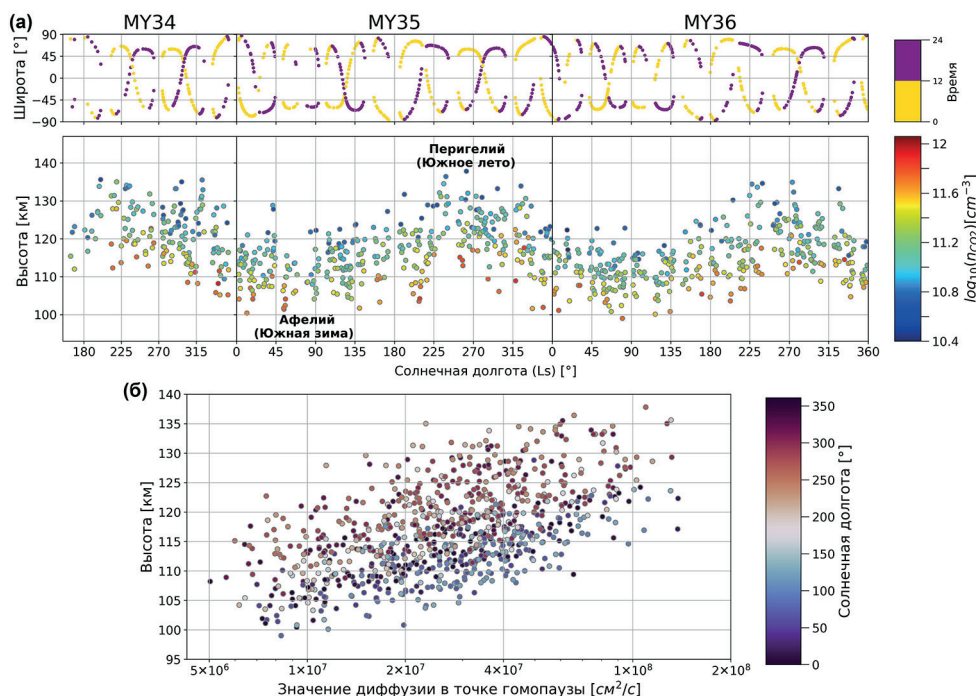 (а)
MY34 MY35 MY36
Широта [°]
90
45
0
−45
−90
24
12
0
Время
Высота [км]
140
130
120
110
100
Перигелий
(Южное лето)
Афелий
(Южная зима)
180 225 270 315 0 45 90 135 180 225 270 315 0 45 90 135 180 225 270 315 360
Солнечная долгота (Ls) [°]
12
11.6
11.2
10.8
10.4
log₁₀(n_CO2)[cm⁻³]
(б)
Высота [км]
140
135
130
125
120
115
110
105
100
95
5×10⁶ 1×10⁷ 2×10⁷ 4×10⁷ 1×10⁸ 2×10⁸
Значение диффузии в точке гомопаузы [см²/с]
350
300
250
200
150
100
50
0
Солнечная долгота [°]